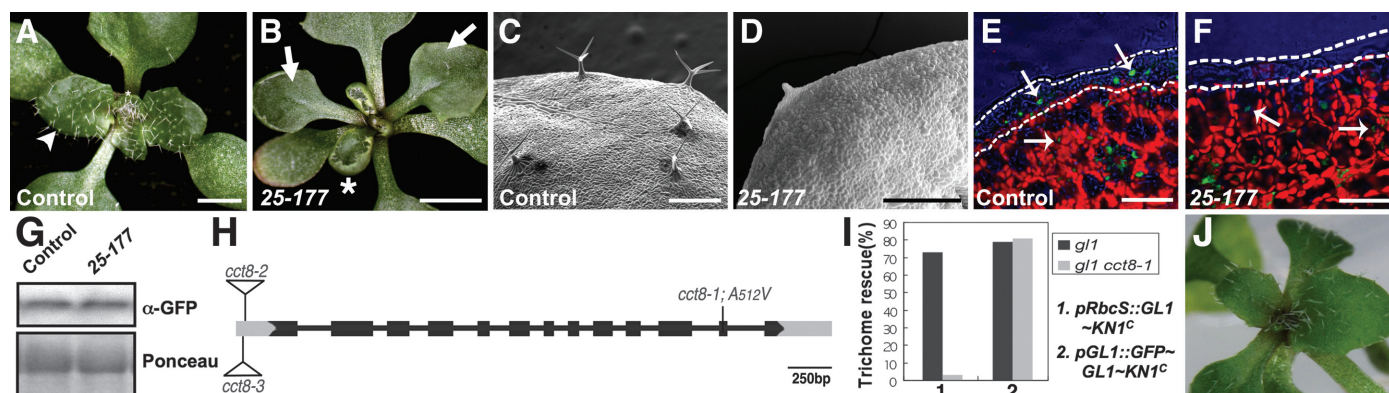 A
Control
B
25-177
*
C
Control
D
25-177
E
Control
F
25-177
G
Control
25-177
α-GFP
Ponceau
H
cct8-2
cct8-1; A512V
cct8-3
250bp
I
Trichome rescue(%)
90
80
70
60
50
40
30
20
10
0
1
2
gl1
gl1 cct8-1
1. pRbcS::GL1
~KN1ᶜ
2. pGL1::GFP~
GL1~KN1ᶜ
J